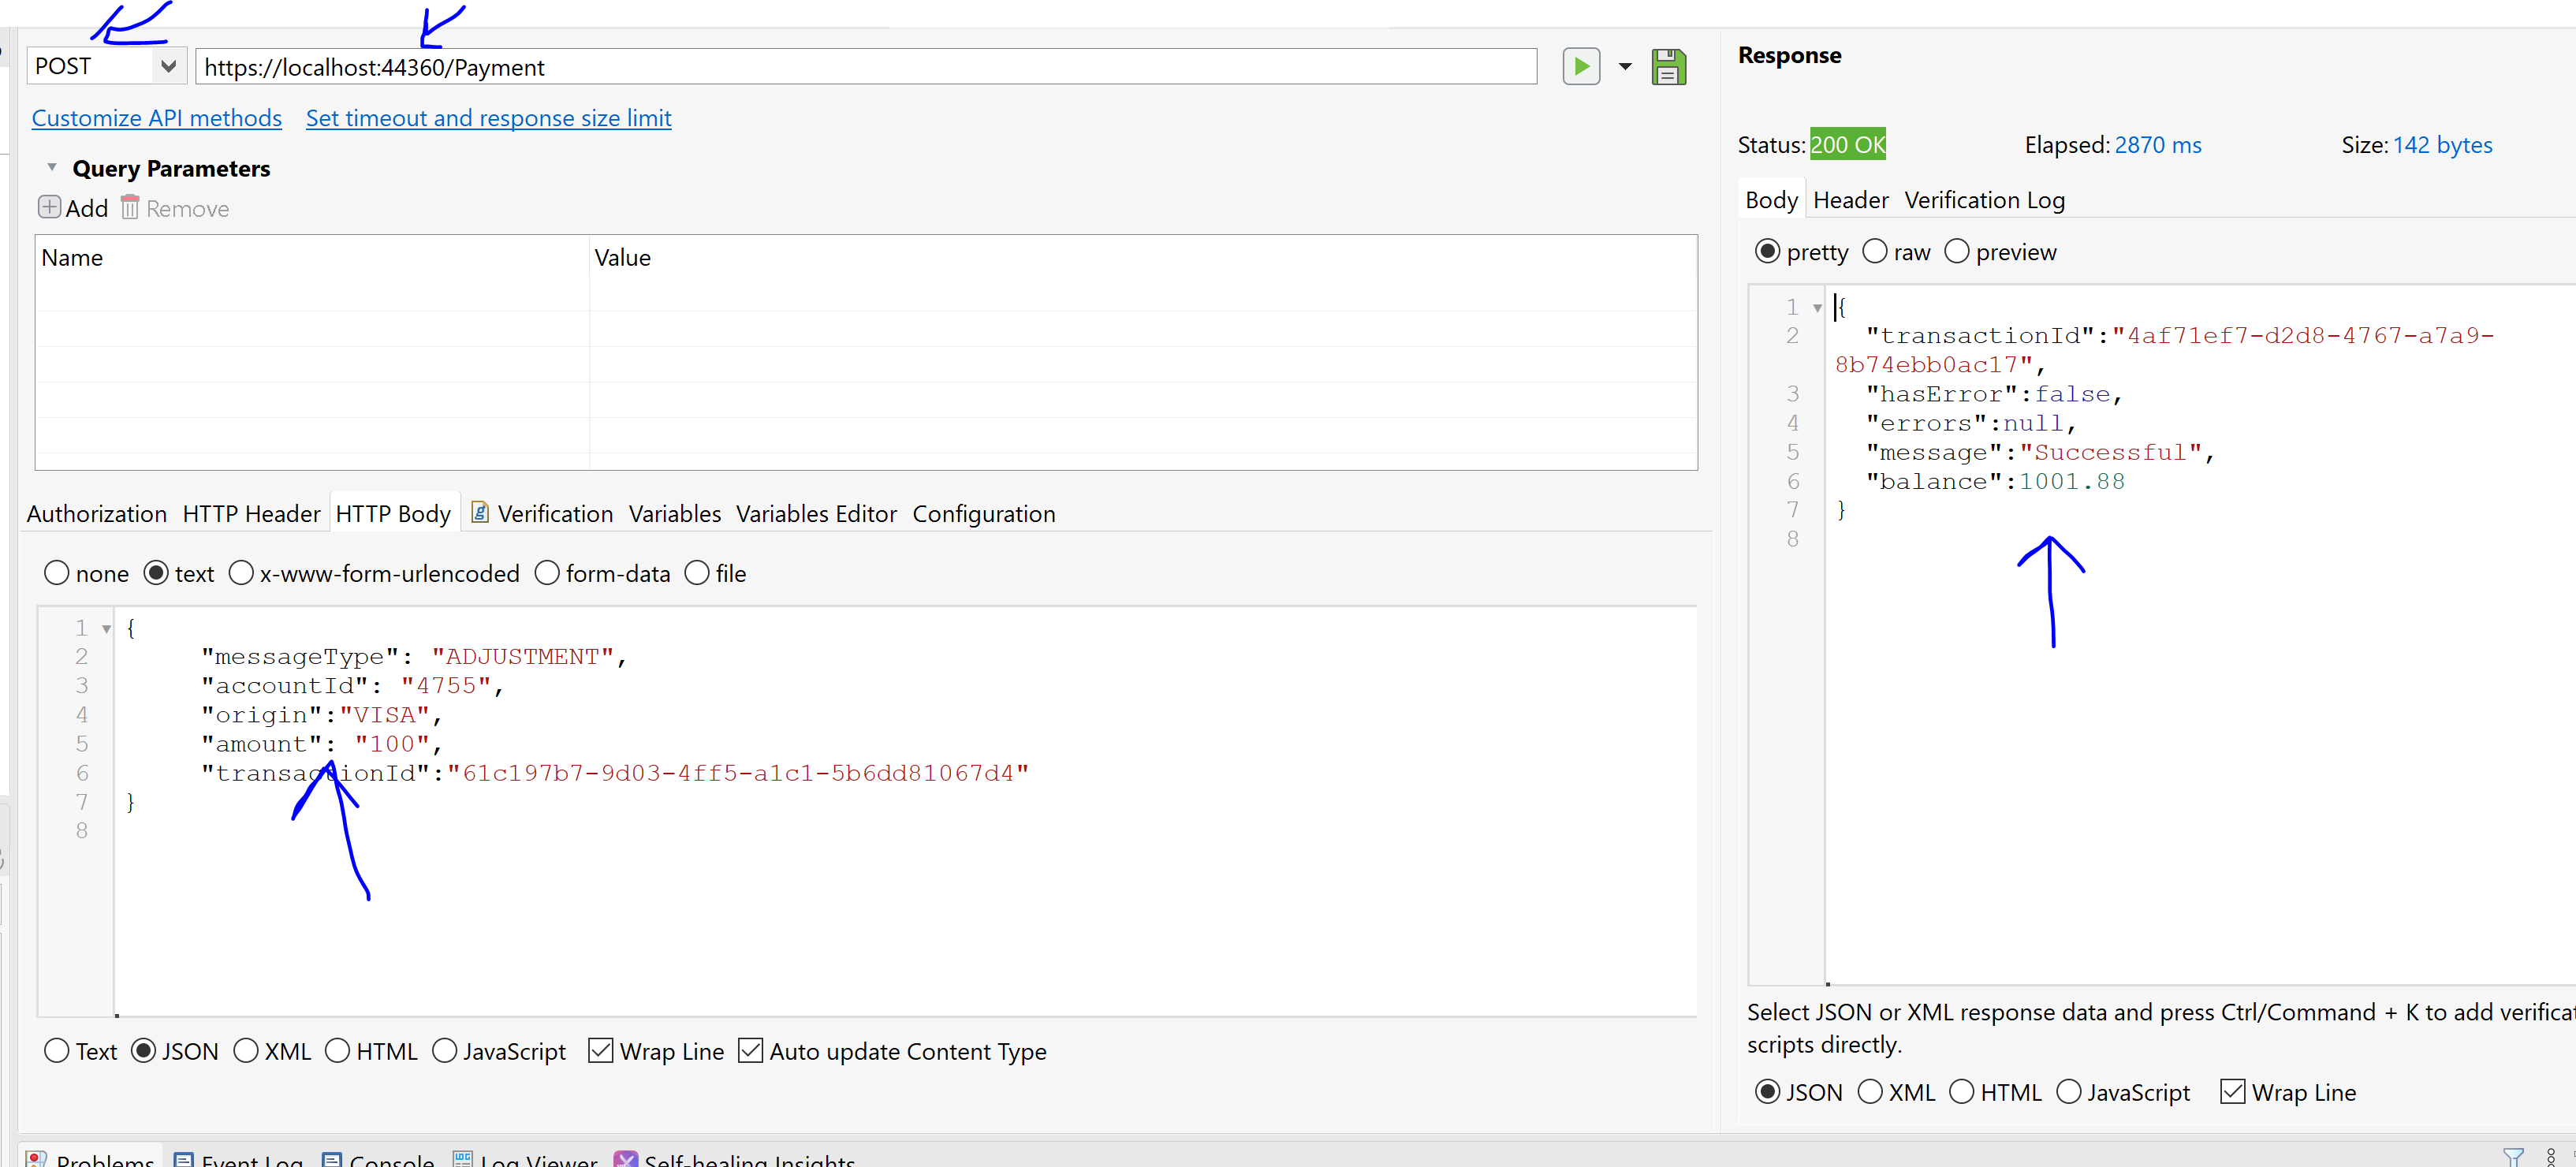 POST
https://localhost:44360/Payment
Customize API methods Set timeout and response size limit
Query Parameters
Add Remove
Name Value
Authorization HTTP Header HTTP Body Verification Variables Variables Editor Configuration
none text x-www-form-urlencoded form-data file
1 {
2 "messageType": "ADJUSTMENT",
3 "accountId": "4755",
4 "origin":"VISA",
5 "amount": "100",
6 "transactionId":"61c197b7-9d03-4ff5-a1c1-5b6dd81067d4"
7 }
8
Text JSON XML HTML JavaScript Wrap Line Auto update Content Type
Response
Status: 200 OK Elapsed: 2870 ms Size: 142 bytes
Body Header Verification Log
pretty raw preview
1 {
2 "transactionId":"4af71ef7-d2d8-4767-a7a9-
8b74ebb0ac17",
3 "hasError":false,
4 "errors":null,
5 "message":"Successful",
6 "balance":1001.88
7 }
8
Select JSON or XML response data and press Ctrl/Command + K to add verificat
scripts directly.
JSON XML HTML JavaScript Wrap Line
Problems Event Log Console Log Viewer Self-healing Insights